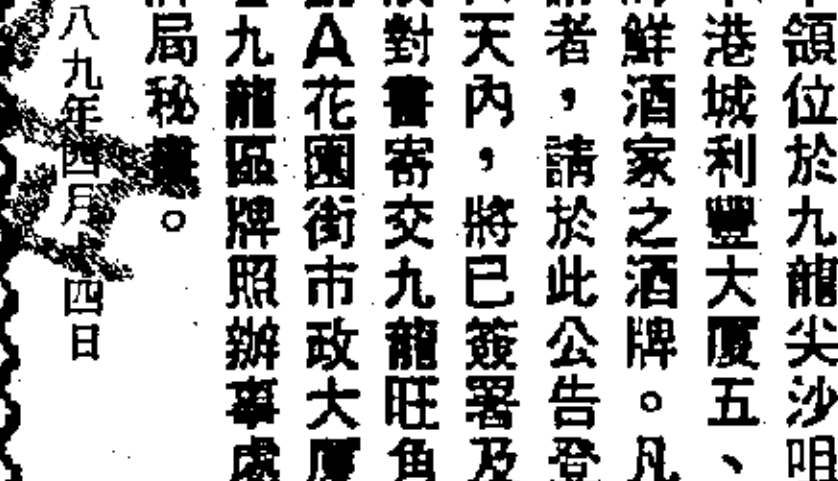 領位於九龍尖沙咀
港城利豐大厦五、
鮮酒家之酒牌。凡
者，請於此公告登
天內，將已簽署及
對書寄交九龍旺角
A花園街市政大厦
九龍區牌照辦事處
局秘書。
八九年四月廿四日